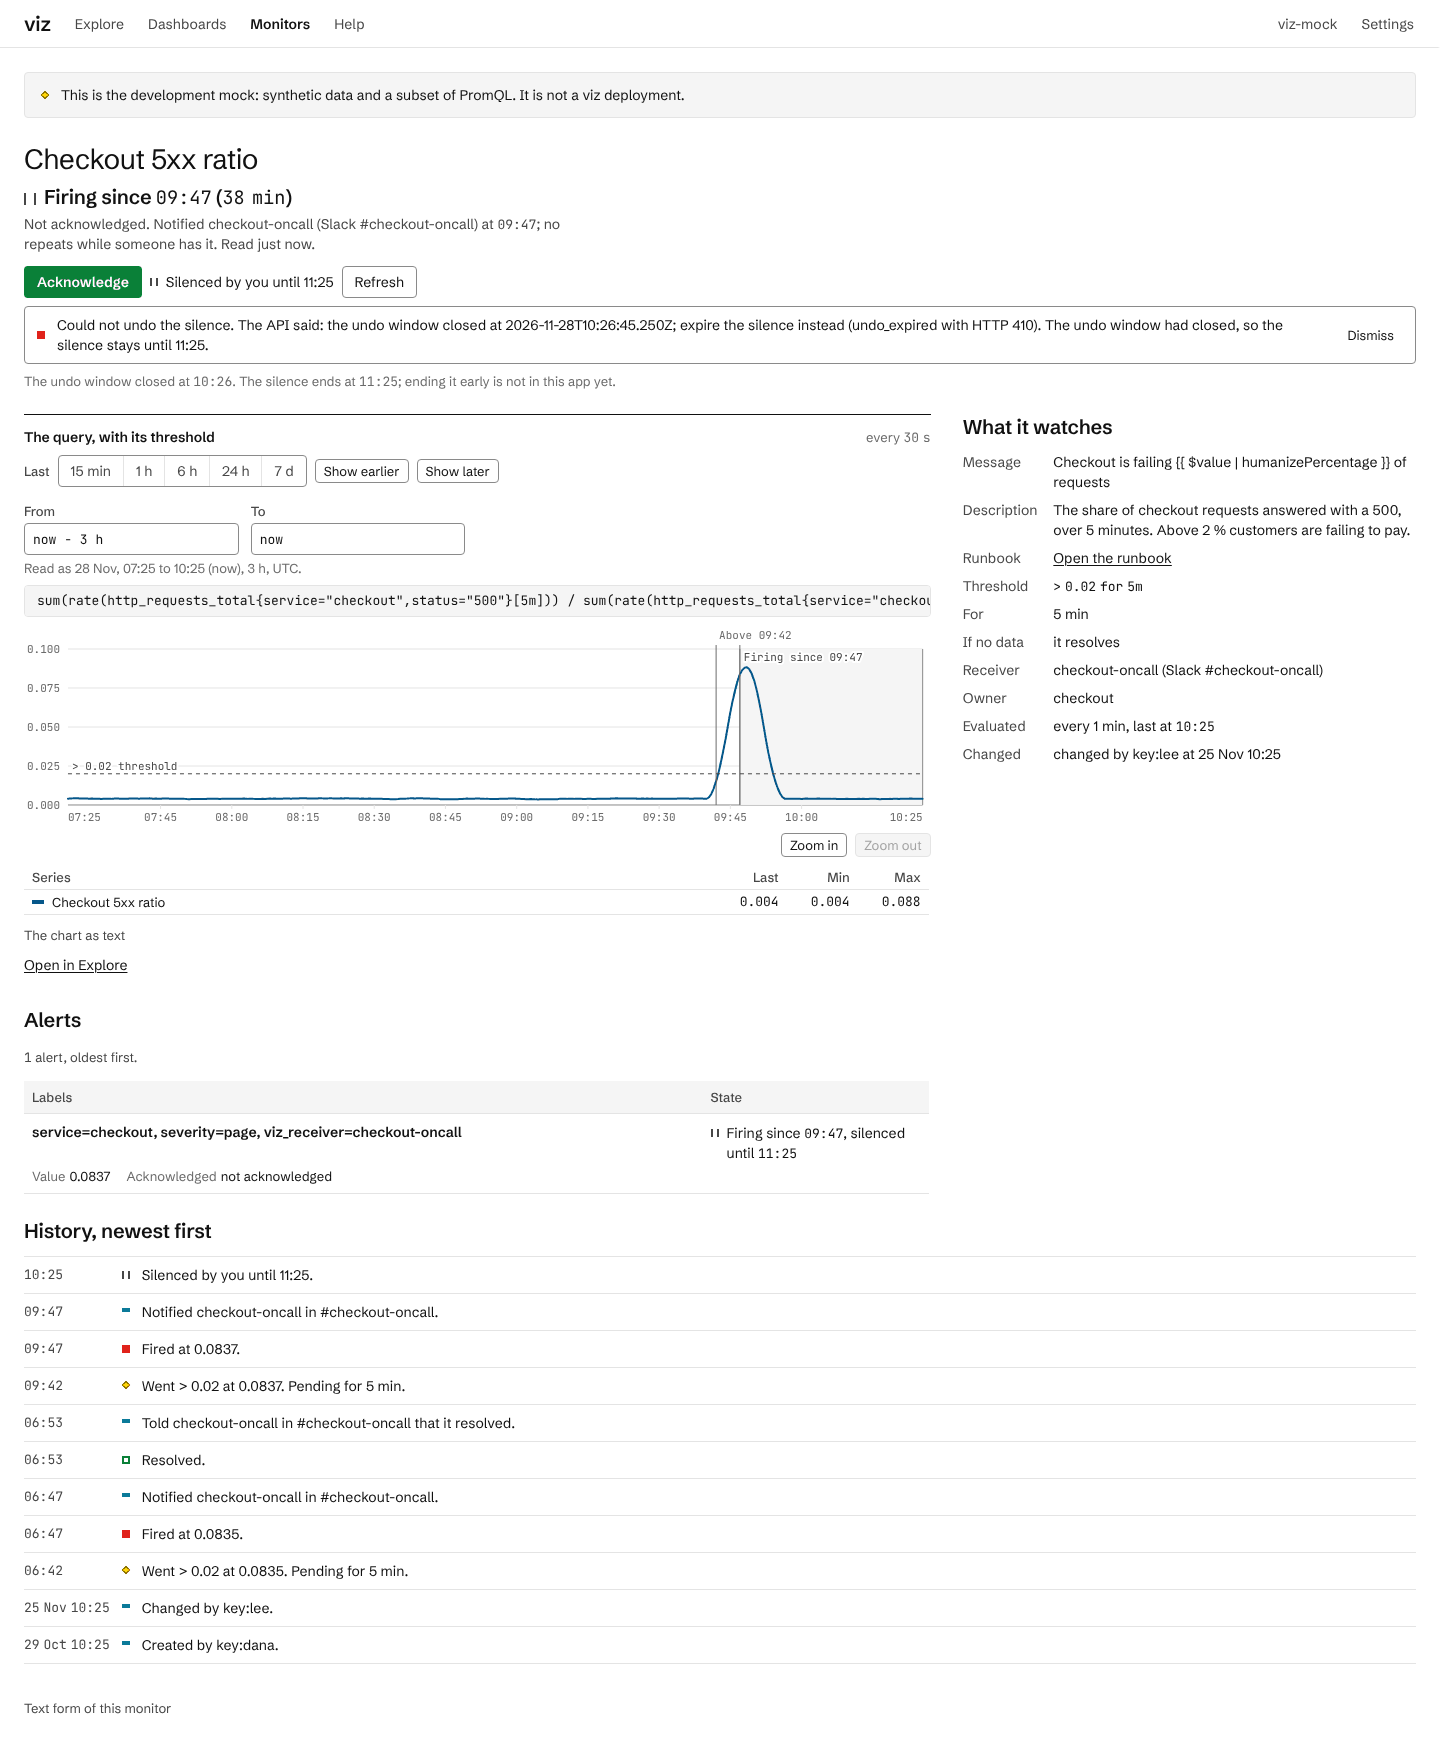 viz Explore Dashboards Monitors Help viz-mock Settings
This is the development mock: synthetic data and a subset of PromQL. It is not a viz deployment.
Checkout 5xx ratio
Firing since 09:47 (38 min)
Not acknowledged. Notified checkout-oncall (Slack #checkout-oncall) at 09:47; no
repeats while someone has it. Read just now.
Acknowledge Silenced by you until 11:25 Refresh
Could not undo the silence. The API said: the undo window closed at 2026-11-28T10:26:45.250Z; expire the silence instead (undo_expired with HTTP 410). The undo window had closed, so the
silence stays until 11:25.
Dismiss
The undo window closed at 10:26. The silence ends at 11:25; ending it early is not in this app yet.
The query, with its threshold every 30 s
Last 15 min 1 h 6 h 24 h 7 d Show earlier Show later
From To
now - 3 h now
Read as 28 Nov, 07:25 to 10:25 (now), 3 h, UTC.
sum(rate(http_requests_total{service="checkout",status="500"}[5m])) / sum(rate(http_requests_total{service="checkou
Above 09:42
Firing since 09:47
0.100
0.075
0.050
0.025
> 0.02 threshold
0.000
07:25 07:45 08:00 08:15 08:30 08:45 09:00 09:15 09:30 09:45 10:00 10:25
Zoom in Zoom out
Series Last Min Max
Checkout 5xx ratio 0.004 0.004 0.088
The chart as text
Open in Explore
What it watches
Message Checkout is failing {{ $value | humanizePercentage }} of
requests
Description The share of checkout requests answered with a 500,
over 5 minutes. Above 2 % customers are failing to pay.
Runbook Open the runbook
Threshold > 0.02 for 5m
For 5 min
If no data it resolves
Receiver checkout-oncall (Slack #checkout-oncall)
Owner checkout
Evaluated every 1 min, last at 10:25
Changed changed by key:lee at 25 Nov 10:25
Alerts
1 alert, oldest first.
Labels State
service=checkout, severity=page, viz_receiver=checkout-oncall Firing since 09:47, silenced
until 11:25
Value 0.0837 Acknowledged not acknowledged
History, newest first
10:25 Silenced by you until 11:25.
09:47 Notified checkout-oncall in #checkout-oncall.
09:47 Fired at 0.0837.
09:42 Went > 0.02 at 0.0837. Pending for 5 min.
06:53 Told checkout-oncall in #checkout-oncall that it resolved.
06:53 Resolved.
06:47 Notified checkout-oncall in #checkout-oncall.
06:47 Fired at 0.0835.
06:42 Went > 0.02 at 0.0835. Pending for 5 min.
25 Nov 10:25 Changed by key:lee.
29 Oct 10:25 Created by key:dana.
Text form of this monitor